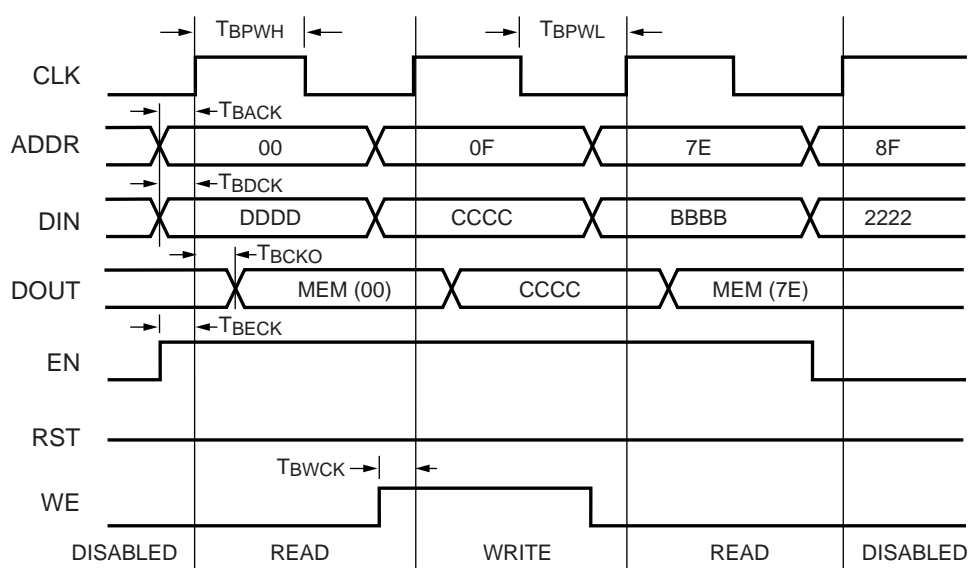 TBPWH TBPWL
CLK
TBACK
ADDR 00 0F 7E 8F
TBDCK
DIN DDDD CCCC BBBB 2222
TBCKO
DOUT MEM (00) CCCC MEM (7E)
TBECK
EN
RST
TBWCK
WE
DISABLED READ WRITE READ DISABLED